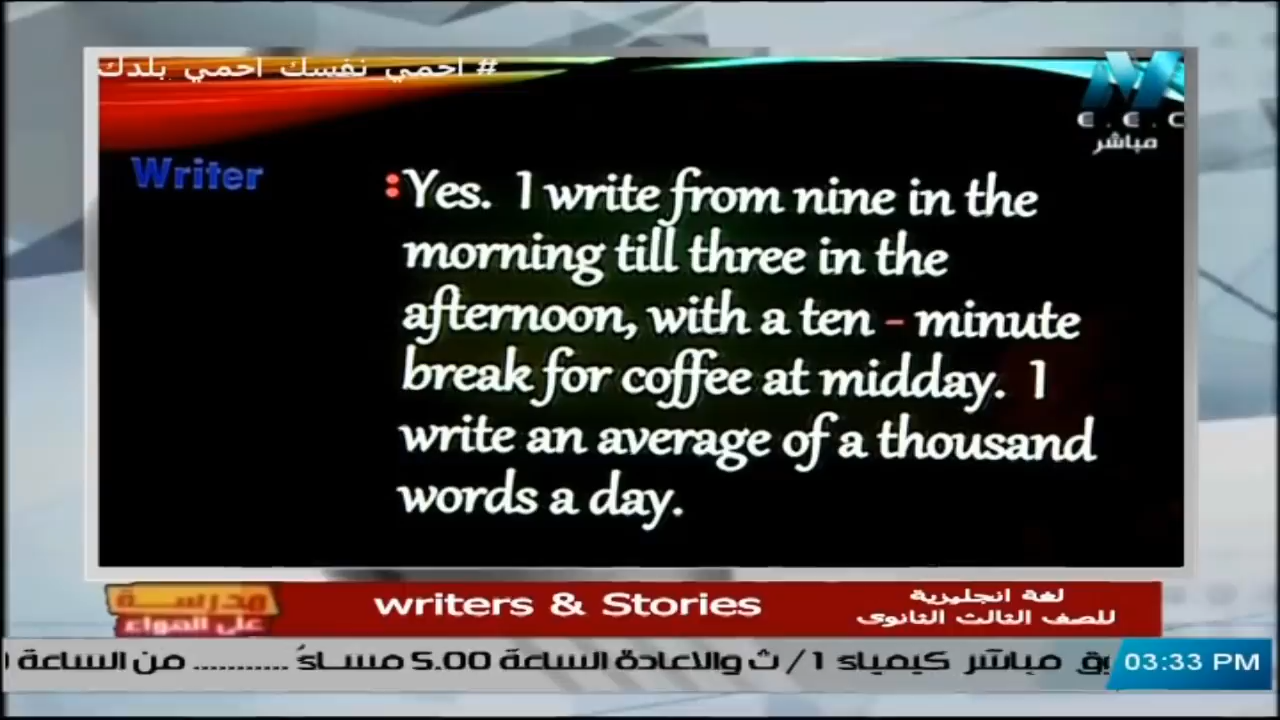 # احمي نفسك احمي بلدك
M
E.E.C
مباشر
Writer
:Yes. I write from nine in the
morning till three in the
afternoon, with a ten - minute
break for coffee at midday. I
write an average of a thousand
words a day.
مدرسة
على الهواء
writers & Stories
لغة انجليزية
للصف الثالث الثانوى
مباشر كيمياء 1/ ث والاعادة الساعة 5.00 مساءً .......... من الساعة
03:33 PM